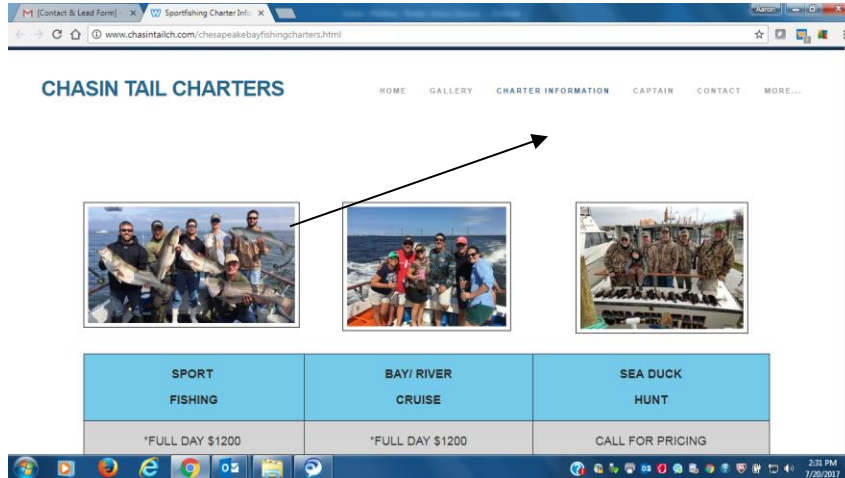 [Contact & Lead Form] -
Sportfishing Charter Info
Aaron
www.chasintailch.com/chesapeakebayfishingcharters.html
CHASIN TAIL CHARTERS
HOME GALLERY CHARTER INFORMATION CAPTAIN CONTACT MORE...
SPORT
FISHING
BAY/ RIVER
CRUISE
SEA DUCK
HUNT
*FULL DAY $1200
*FULL DAY $1200
CALL FOR PRICING
2:31 PM
7/20/2017